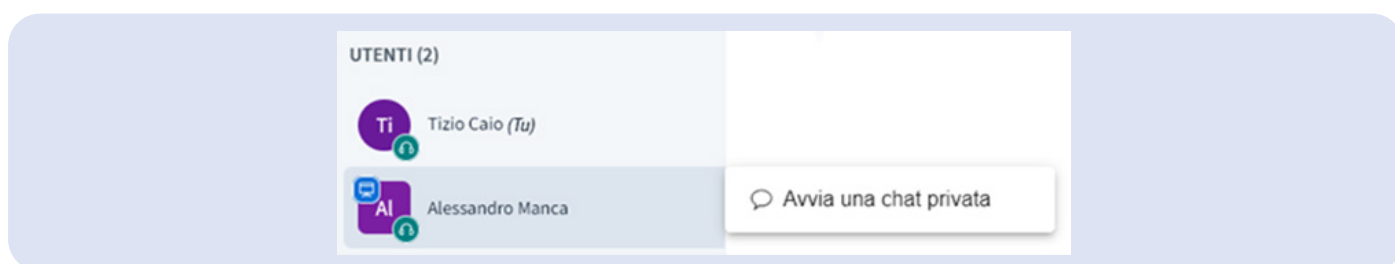 UTENTI (2)
Ti
Tizio Caio (Tu)
Al
Alessandro Manca
Avvia una chat privata